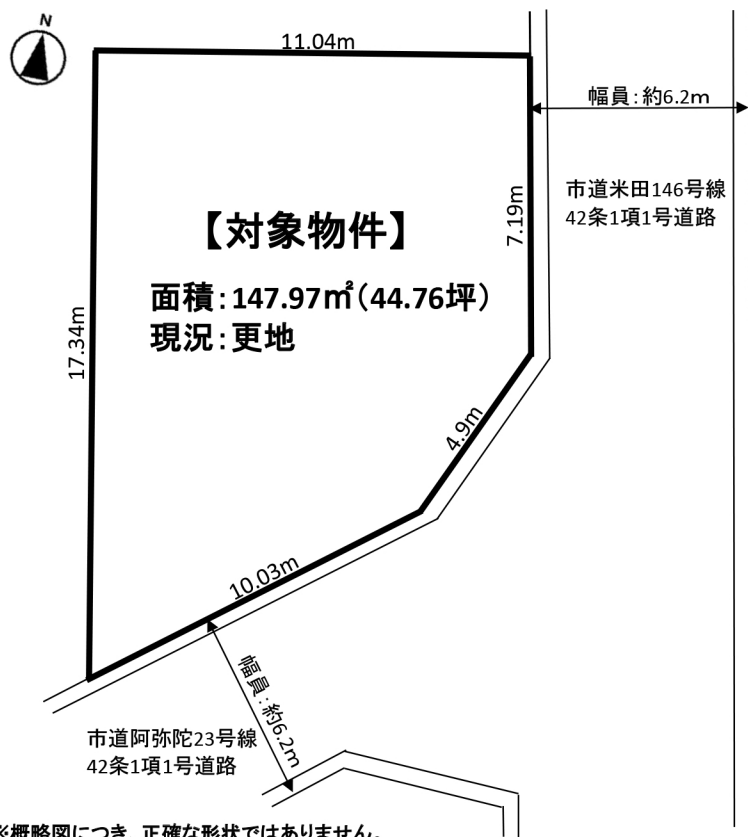 N
11.04m
幅員：約6.2m
市道米田146号線
42条1項1号道路
7.19m
【対象物件】
面積：147.97㎡（44.76坪）
現況：更地
17.34m
4.9m
10.03m
幅員：約6.2m
市道阿弥陀23号線
42条1項1号道路
※概略図につき、正確な形状ではありません。